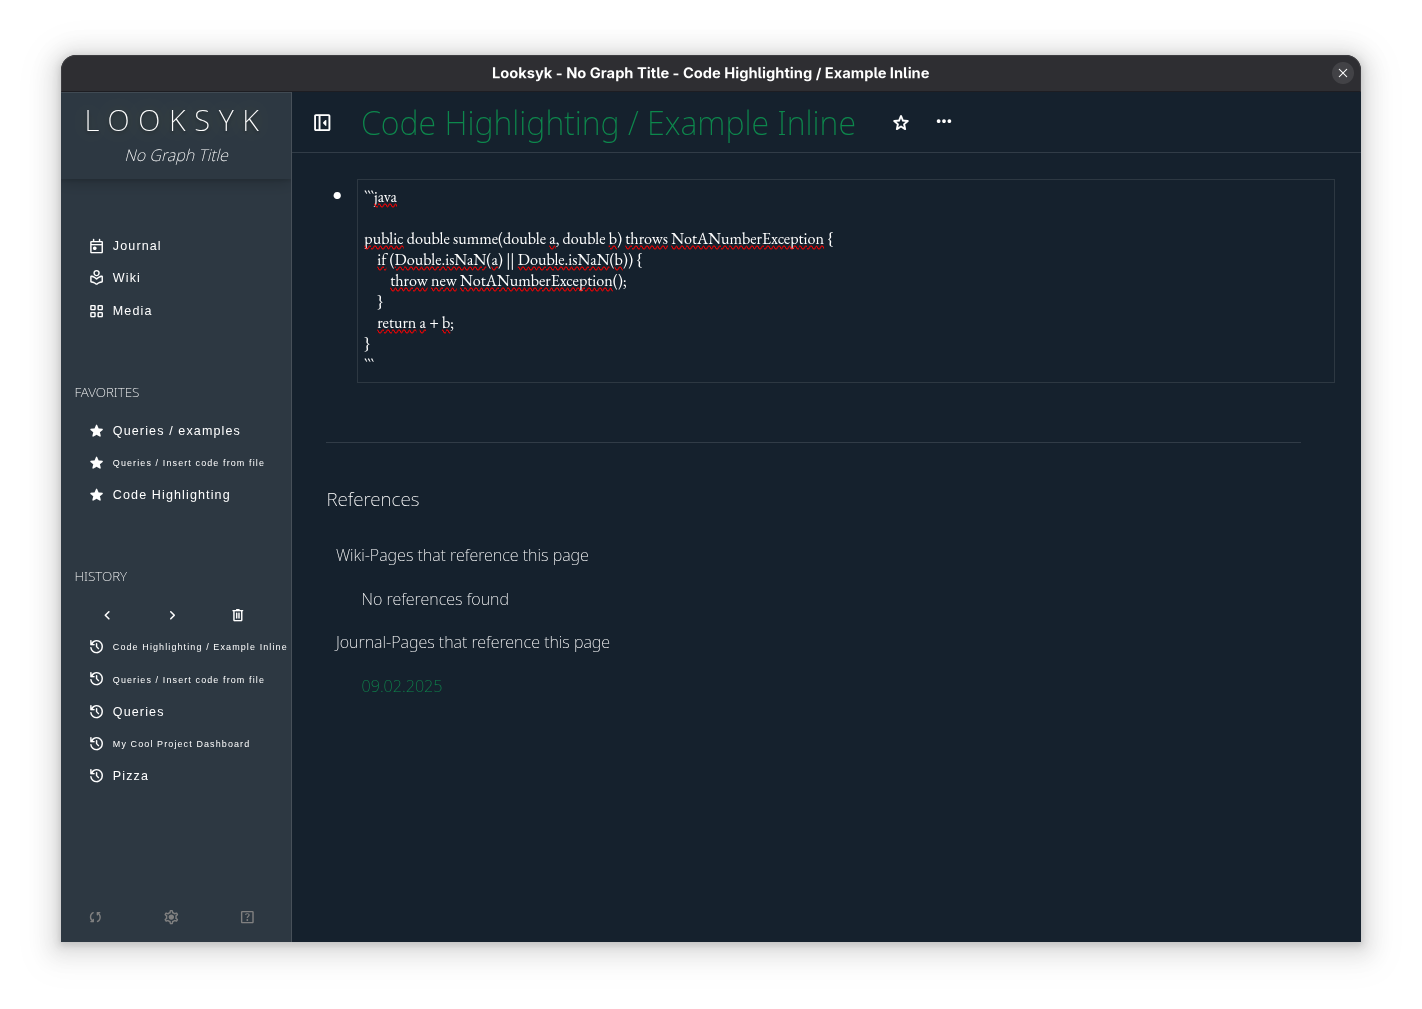 Looksyk - No Graph Title - Code Highlighting / Example Inline
LOOKSYK
No Graph Title
Journal
Wiki
Media
FAVORITES
Queries / examples
Queries / Insert code from file
Code Highlighting
HISTORY
Code Highlighting / Example Inline
Queries / Insert code from file
Queries
My Cool Project Dashboard
Pizza
Code Highlighting / Example Inline
```java
public double summe(double a, double b) throws NotANumberException {
    if (Double.isNaN(a) || Double.isNaN(b)) {
        throw new NotANumberException();
    }
    return a + b;
}
```
References
Wiki-Pages that reference this page
No references found
Journal-Pages that reference this page
09.02.2025